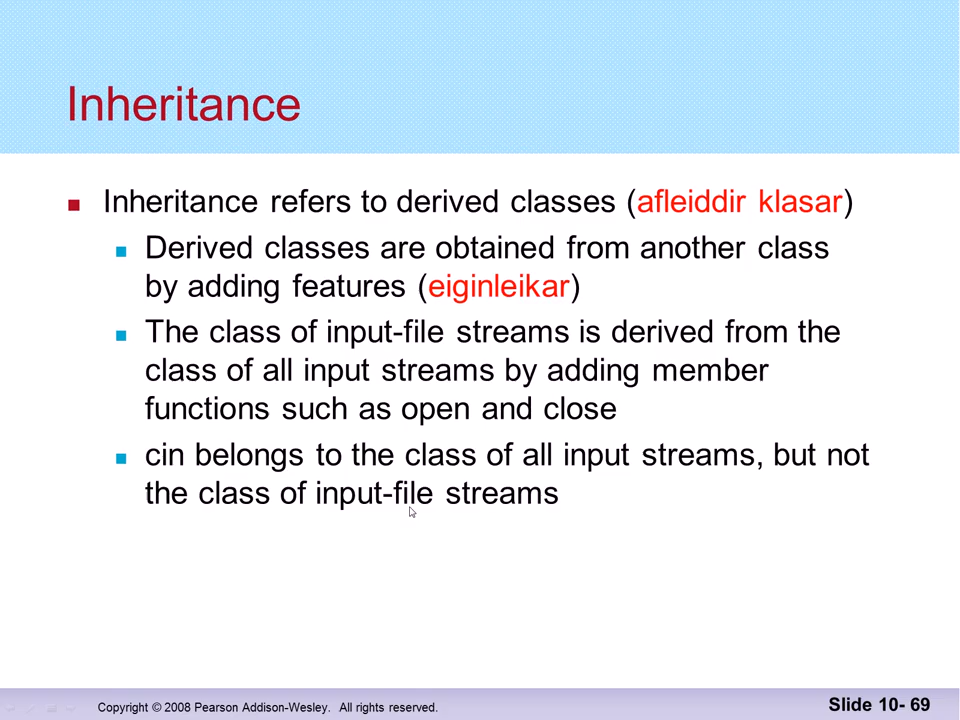 Inheritance
Inheritance refers to derived classes (afleiddir klasar)
Derived classes are obtained from another class
by adding features (eiginleikar)
The class of input-file streams is derived from the
class of all input streams by adding member
functions such as open and close
cin belongs to the class of all input streams, but not
the class of input-file streams
Copyright © 2008 Pearson Addison-Wesley. All rights reserved.
Slide 10- 69